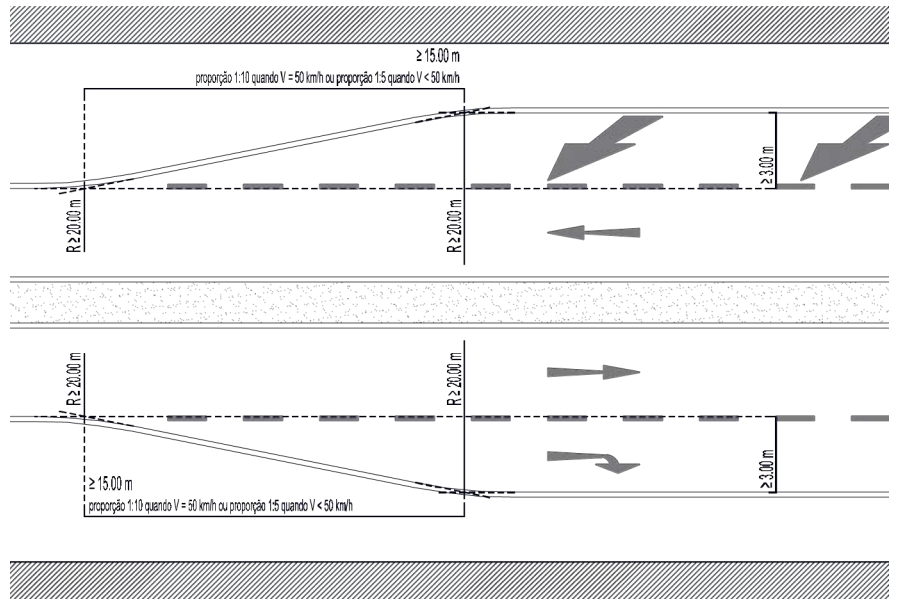 ≥ 15.00 m
proporção 1:10 quando V = 50 km/h ou proporção 1:5 quando V < 50 km/h
≥ 3.00 m
R ≥ 20.00 m
R ≥ 20.00 m
R ≥ 20.00 m
R ≥ 20.00 m
≥ 3.00 m
≥ 15.00 m
proporção 1:10 quando V = 50 km/h ou proporção 1:5 quando V < 50 km/h